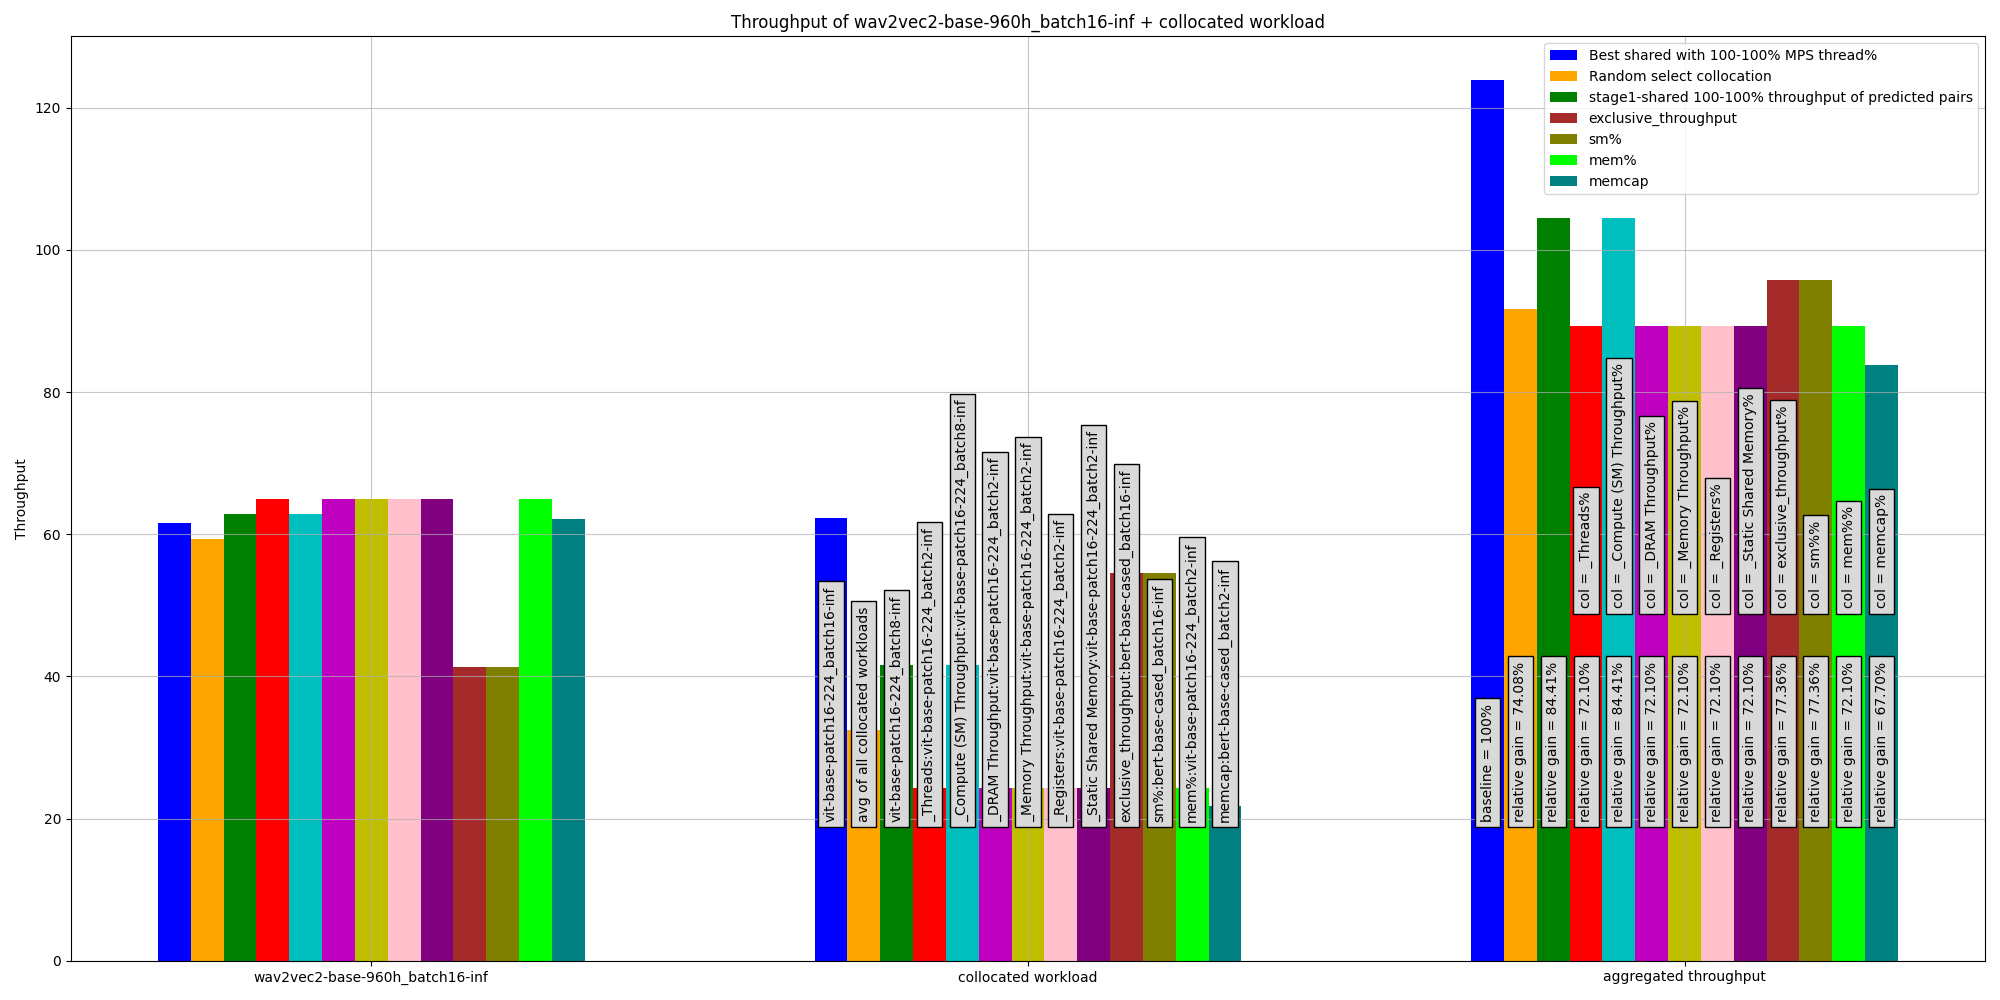 Throughput of wav2vec2-base-960h_batch16-inf + collocated workload
Best shared with 100-100% MPS thread%
Random select collocation
stage1-shared 100-100% throughput of predicted pairs
exclusive_throughput
sm%
mem%
memcap
Throughput
120
100
80
60
40
20
0
vit-base-patch16-224_batch16-inf
avg of all collocated workloads
vit-base-patch16-224_batch8-inf
_Threads:vit-base-patch16-224_batch2-inf
_Compute (SM) Throughput:vit-base-patch16-224_batch8-inf
_DRAM Throughput:vit-base-patch16-224_batch2-inf
_Memory Throughput:vit-base-patch16-224_batch2-inf
_Registers:vit-base-patch16-224_batch2-inf
_Static Shared Memory:vit-base-patch16-224_batch2-inf
exclusive_throughput:bert-base-cased_batch16-inf
sm%:bert-base-cased_batch16-inf
mem%:vit-base-patch16-224_batch2-inf
memcap:bert-base-cased_batch2-inf
col = _Threads%
col = _Compute (SM) Throughput%
col = _DRAM Throughput%
col = _Memory Throughput%
col = _Registers%
col = _Static Shared Memory%
col = exclusive_throughput%
col = sm%%
col = mem%%
col = memcap%
baseline = 100%
relative gain = 74.08%
relative gain = 84.41%
relative gain = 72.10%
relative gain = 84.41%
relative gain = 72.10%
relative gain = 72.10%
relative gain = 72.10%
relative gain = 72.10%
relative gain = 77.36%
relative gain = 77.36%
relative gain = 72.10%
relative gain = 67.70%
wav2vec2-base-960h_batch16-inf
collocated workload
aggregated throughput